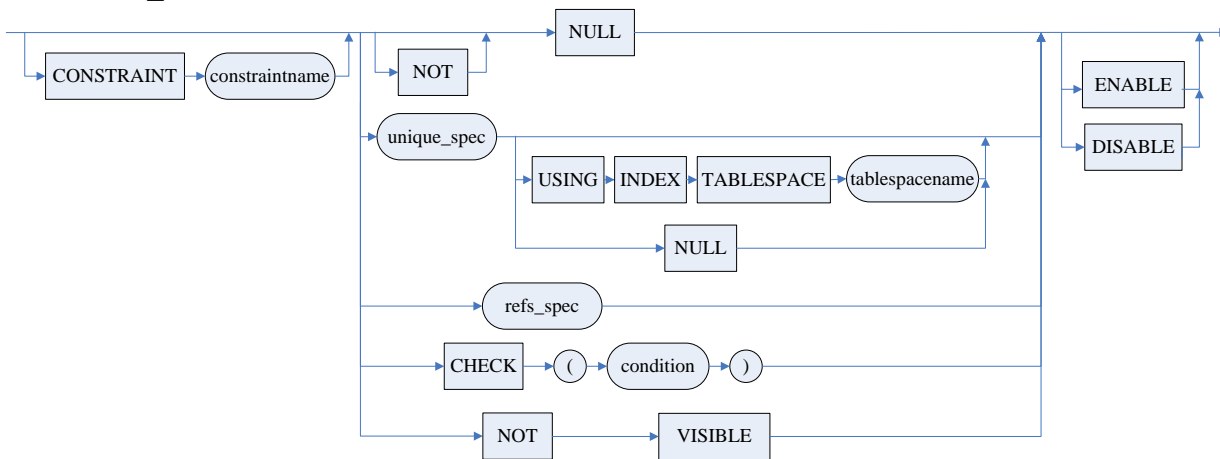 NULL
CONSTRAINT constraintname NOT ENABLE
unique_spec DISABLE
USING INDEX TABLESPACE tablespacename
NULL
refs_spec
CHECK ( condition )
NOT VISIBLE